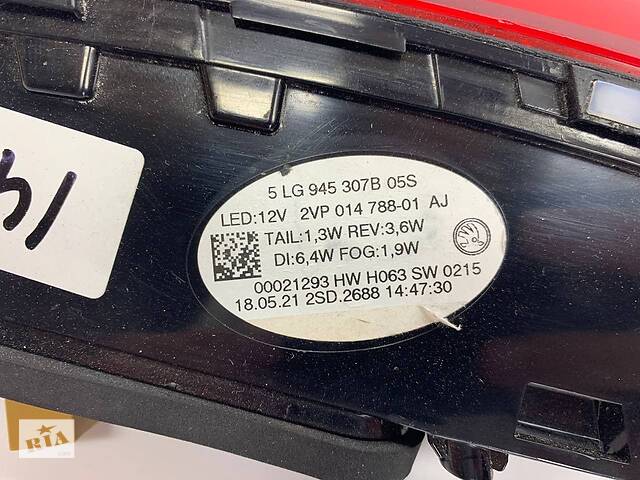 5 LG 945 307B 05S
LED:12V 2VP 014 788-01 AJ
TAIL:1,3W REV:3,6W
DI:6,4W FOG:1,9W
00021293 HW H063 SW 0215
18.05.21 2SD.2688 14:47:30
RIA
.com